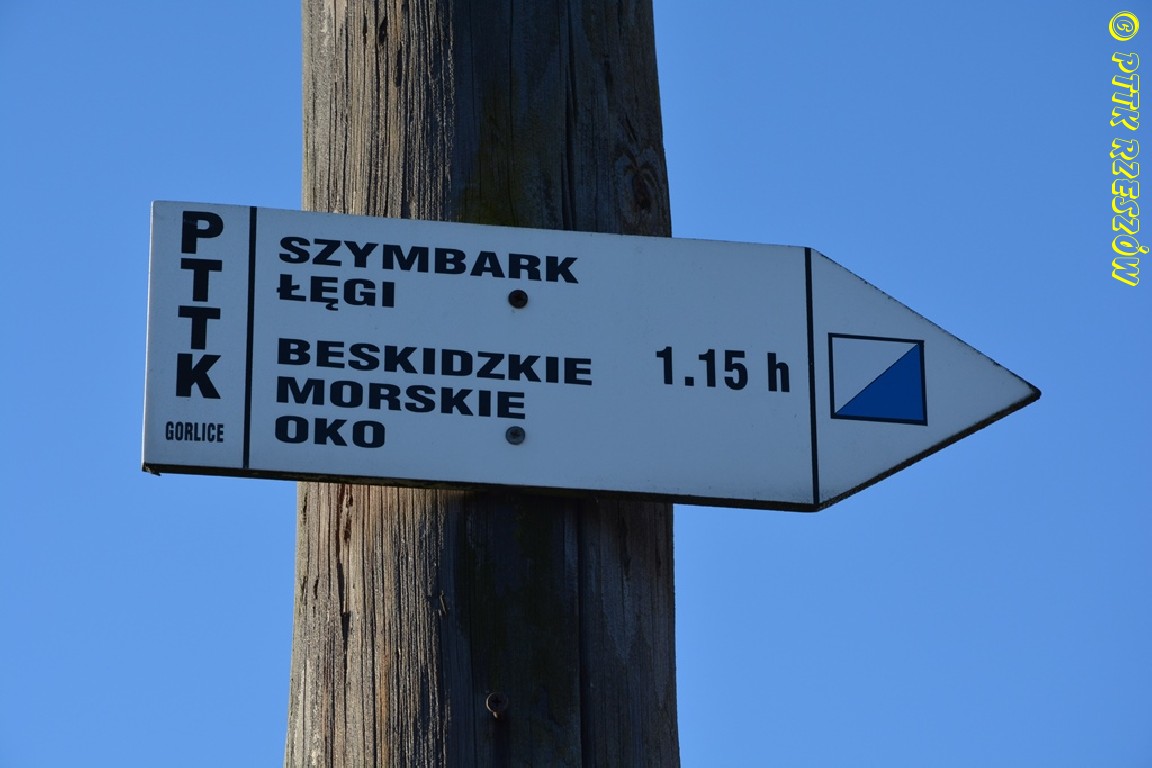 PTTK
GORLICE
SZYMBARK
ŁĘGI
BESKIDZKIE
MORSKIE
OKO
1.15 h
© PTTK RZESZÓW